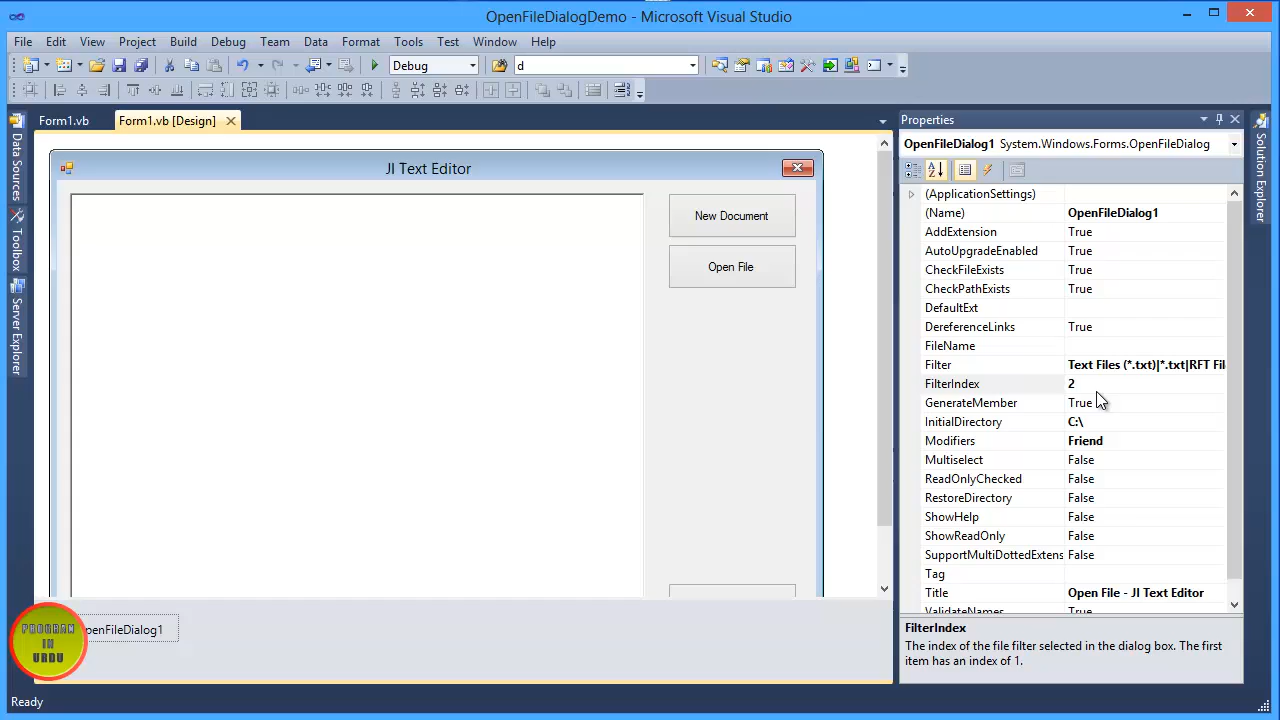 OpenFileDialogDemo - Microsoft Visual Studio
File Edit View Project Build Debug Team Data Format Tools Test Window Help
Debug d
Form1.vb Form1.vb [Design] Properties
OpenFileDialog1 System.Windows.Forms.OpenFileDialog
Data Sources
Toolbox
Server Explorer
Solution Explorer
JI Text Editor
New Document
Open File
(ApplicationSettings)
(Name) OpenFileDialog1
AddExtension True
AutoUpgradeEnabled True
CheckFileExists True
CheckPathExists True
DefaultExt
DereferenceLinks True
FileName
Filter Text Files (*.txt)|*.txt|RFT Fil
FilterIndex 2
GenerateMember True
InitialDirectory C:\
Modifiers Friend
Multiselect False
ReadOnlyChecked False
RestoreDirectory False
ShowHelp False
ShowReadOnly False
SupportMultiDottedExtens False
Tag
Title Open File - JI Text Editor
ValidateNames True
FilterIndex
The index of the file filter selected in the dialog box. The first
item has an index of 1.
penFileDialog1
PROGRAM
IN
URDU
Ready